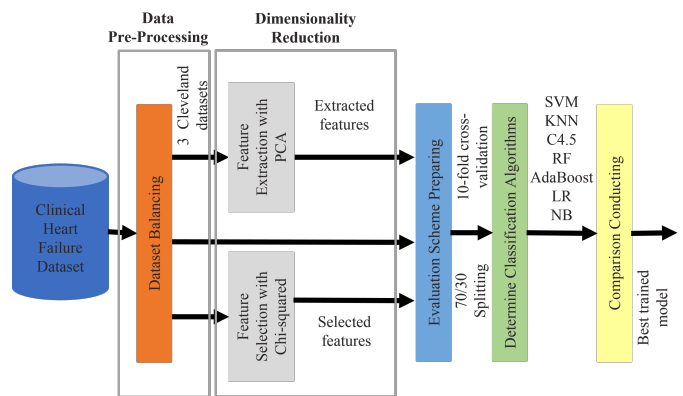 Data
Pre-Processing
Dimensionality
Reduction
Clinical
Heart
Failure
Dataset
Dataset Balancing
3 Cleveland
datasets
Feature
Extraction with
PCA
Extracted
features
Feature
Selection with
Chi-squared
Selected
features
Evaluation Scheme Preparing
10-fold cross-
validation
70/30
Splitting
Determine Classification Algorithms
SVM
KNN
C4.5
RF
AdaBoost
LR
NB
Comparison Conducting
Best trained
model